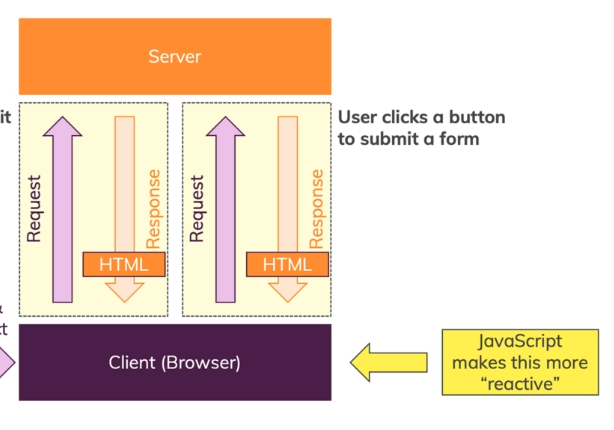 Server
it
User clicks a button
to submit a form
Request
Response
HTML
Request
Response
HTML
&
ct
Client (Browser)
JavaScript
makes this more
“reactive”